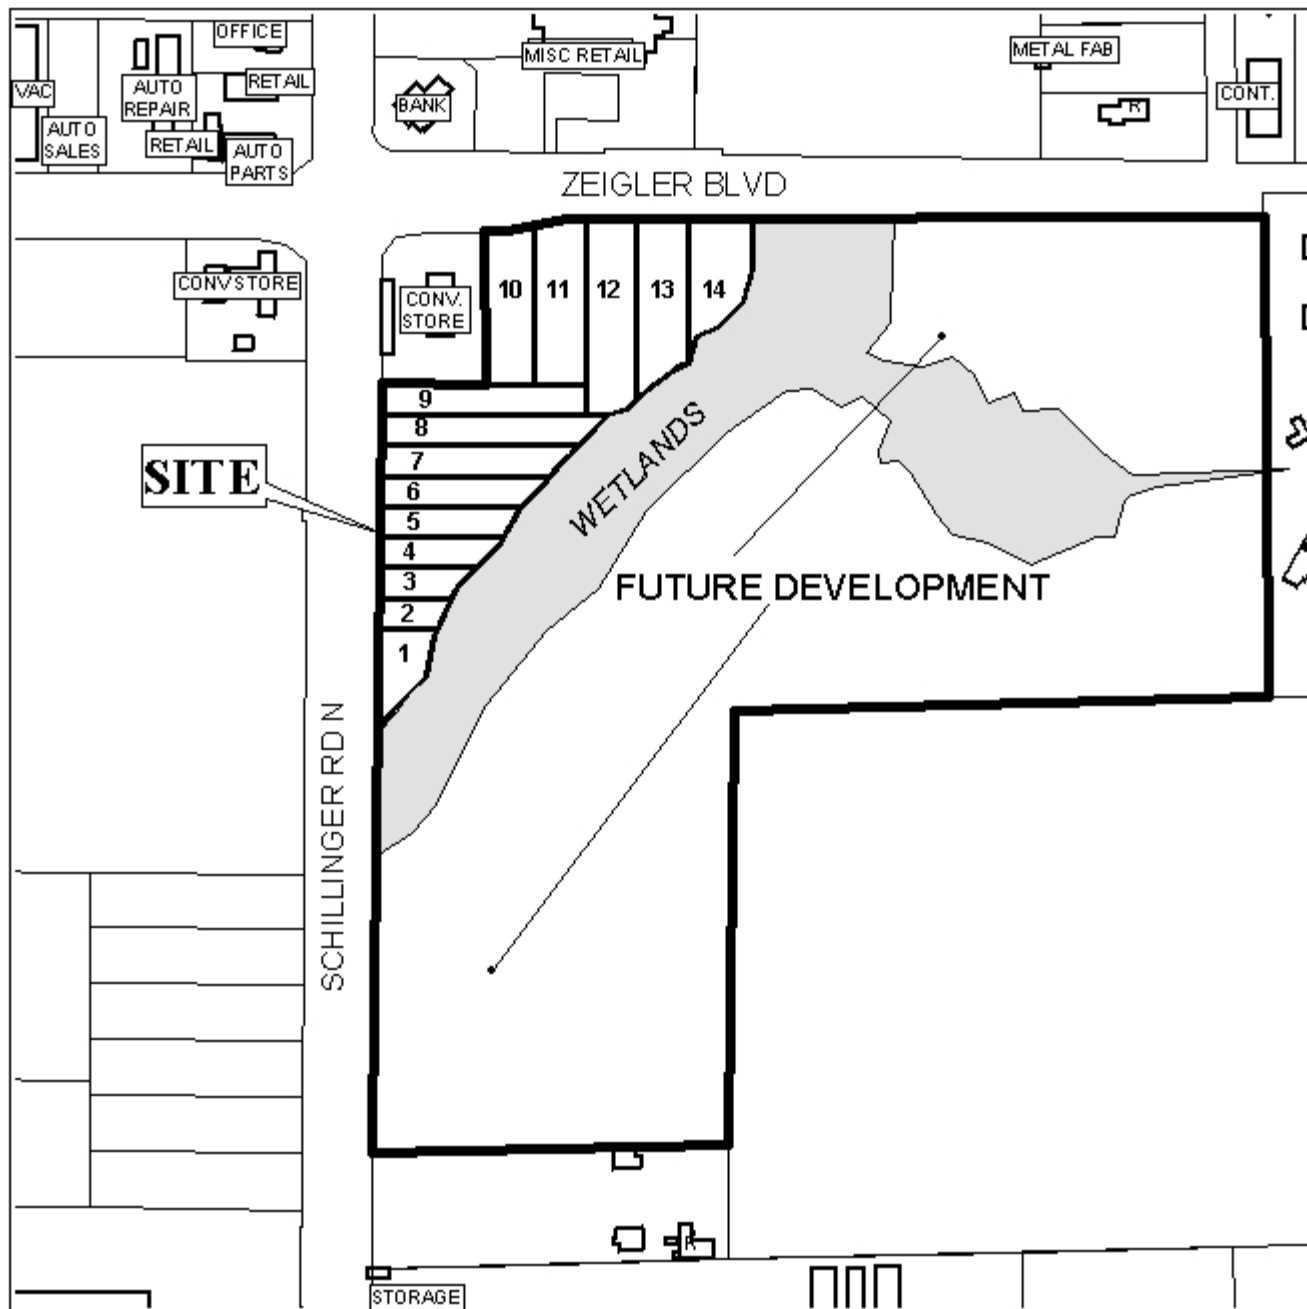 OFFICE
MISC RETAIL
METAL FAB
VAC
AUTO
REPAIR
RETAIL
BANK
R
CONT.
AUTO
SALES
RETAIL
AUTO
PARTS
ZEIGLER BLVD
CONV STORE
CONV.
STORE
10
11
12
13
14
9
8
7
6
5
4
3
2
1
WETLANDS
SITE
FUTURE DEVELOPMENT
SCHILLINGER RD N
R
STORAGE